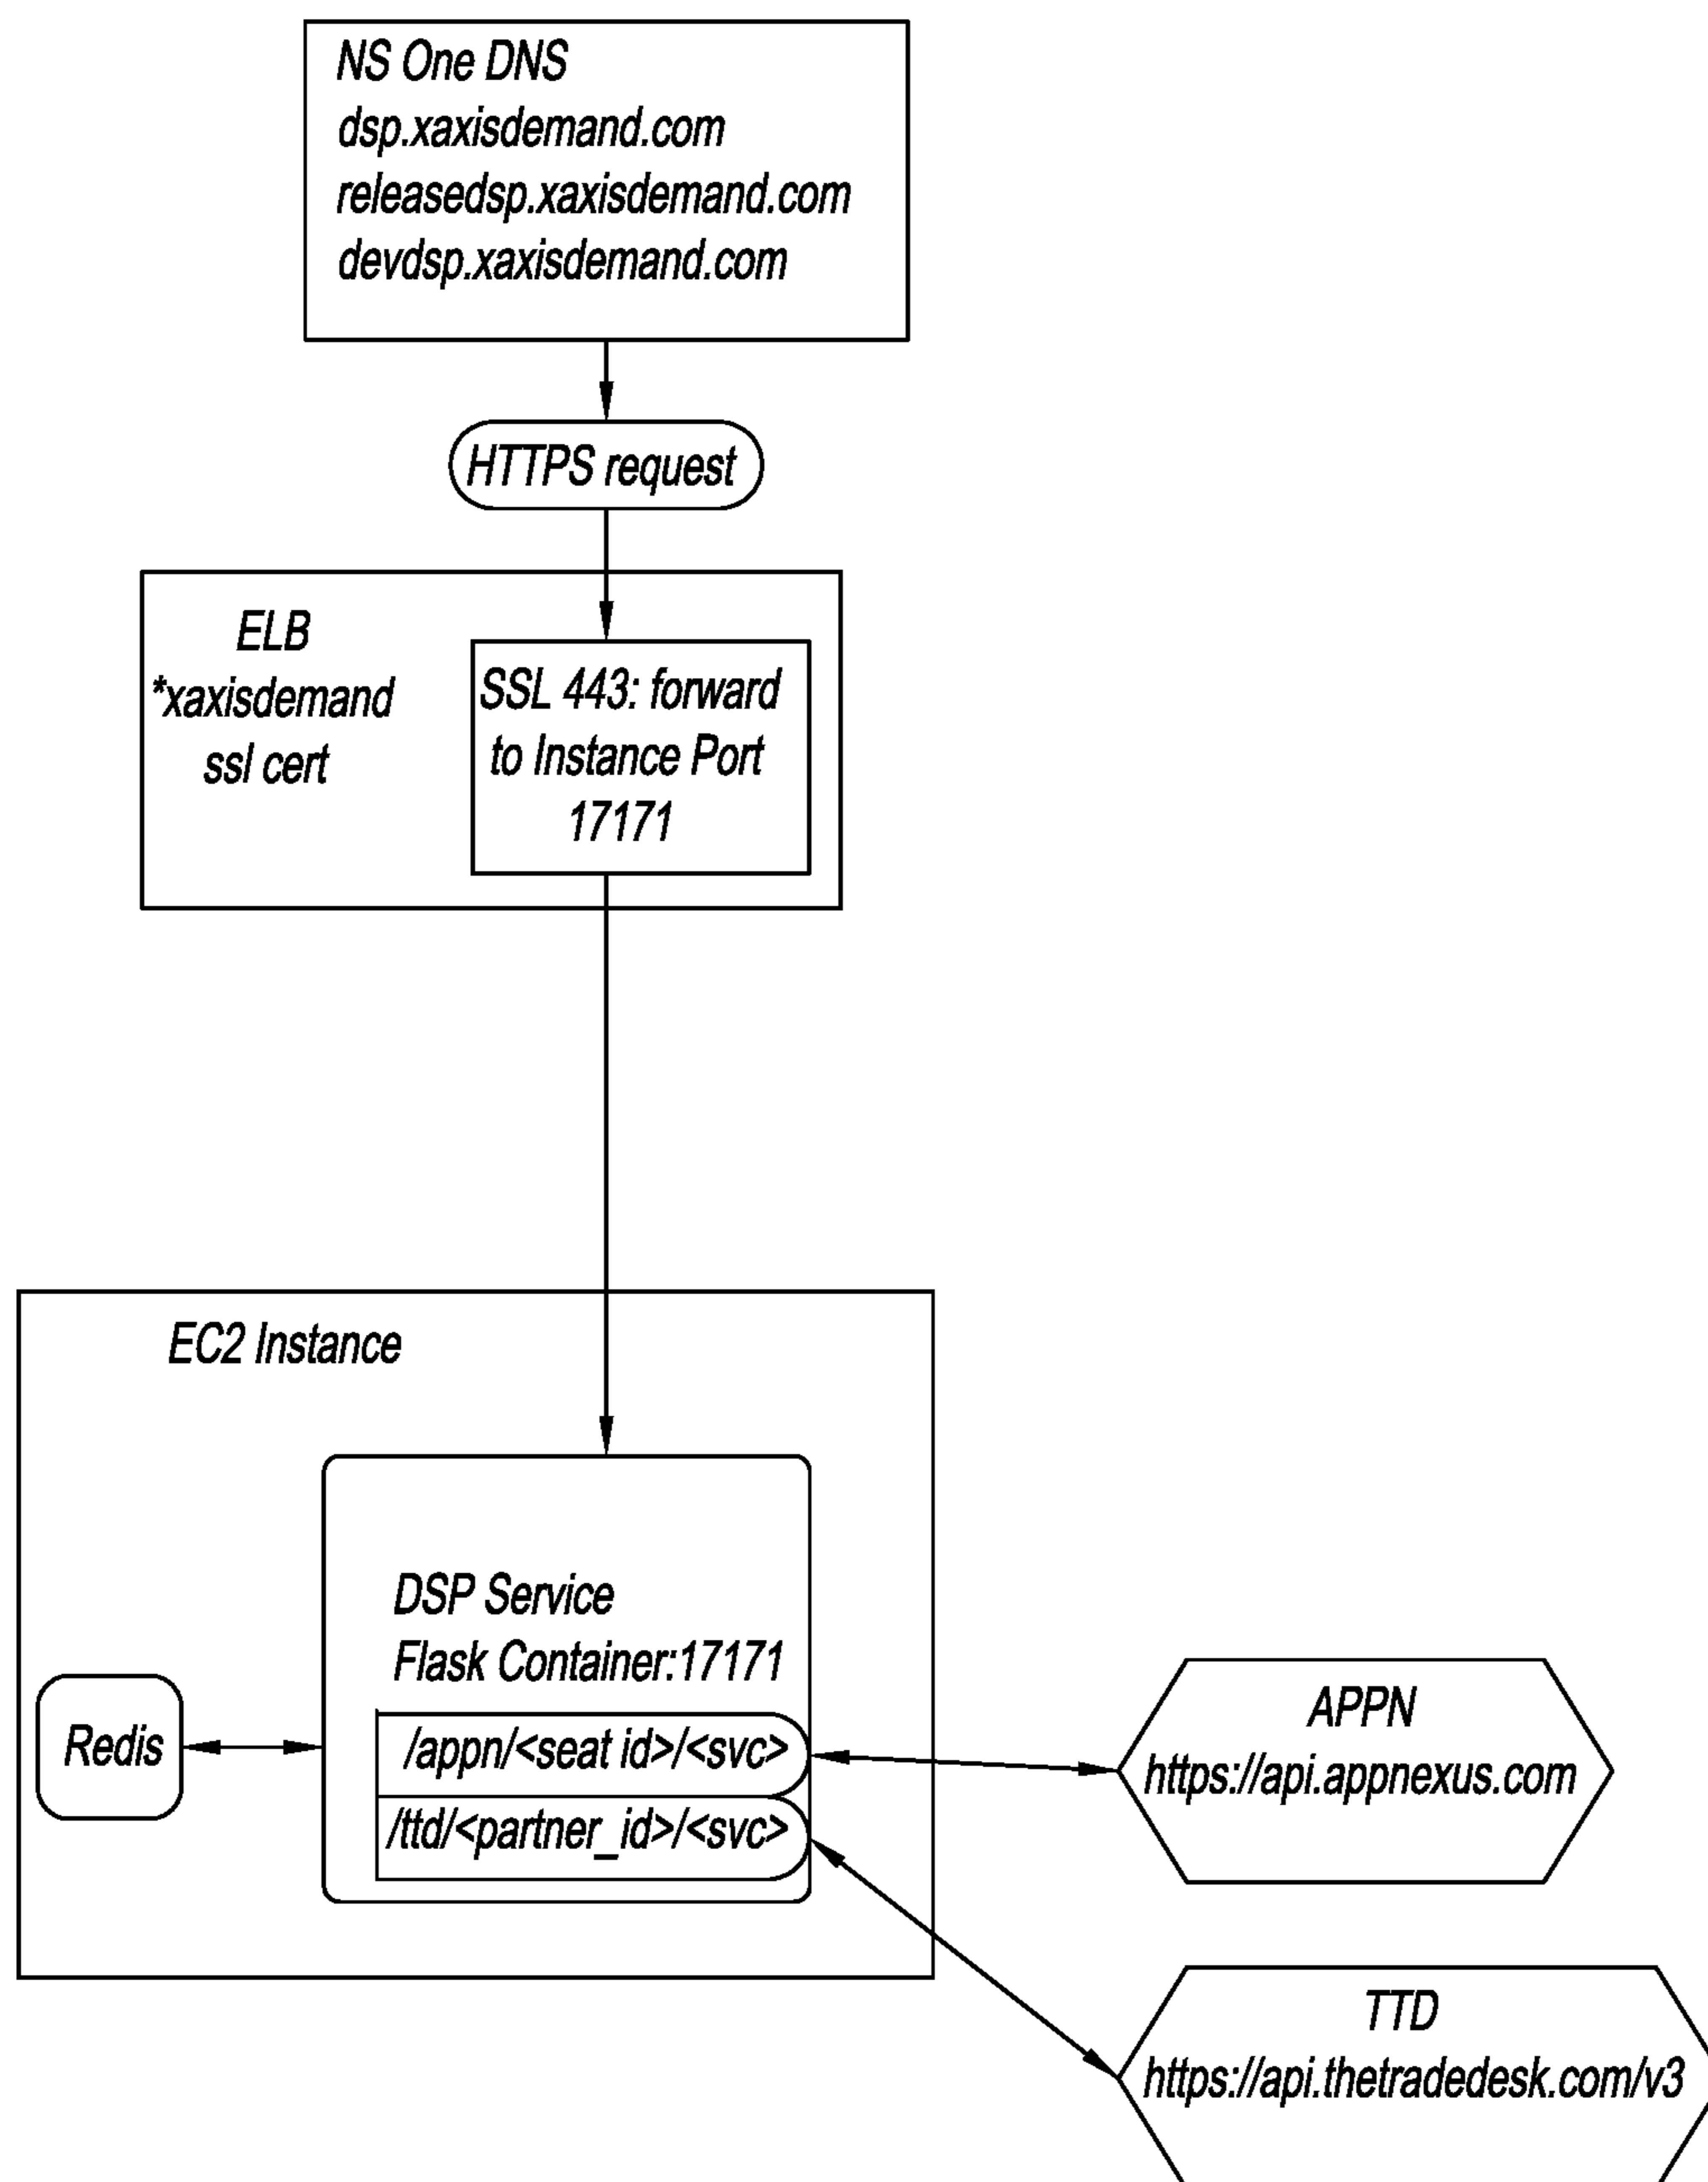 NS One DNS
dsp.xaxisdemand.com
releasedsp.xaxisdemand.com
devdsp.xaxisdemand.com
HTTPS request
ELB
*xaxisdemand
ssl cert
SSL 443: forward
to Instance Port
17171
EC2 Instance
DSP Service
Flask Container:17171
Redis
/appn/<seat id>/<svc>
/ttd/<partner_id>/<svc>
APPN
https://api.appnexus.com
TTD
https://api.thetradedesk.com/v3